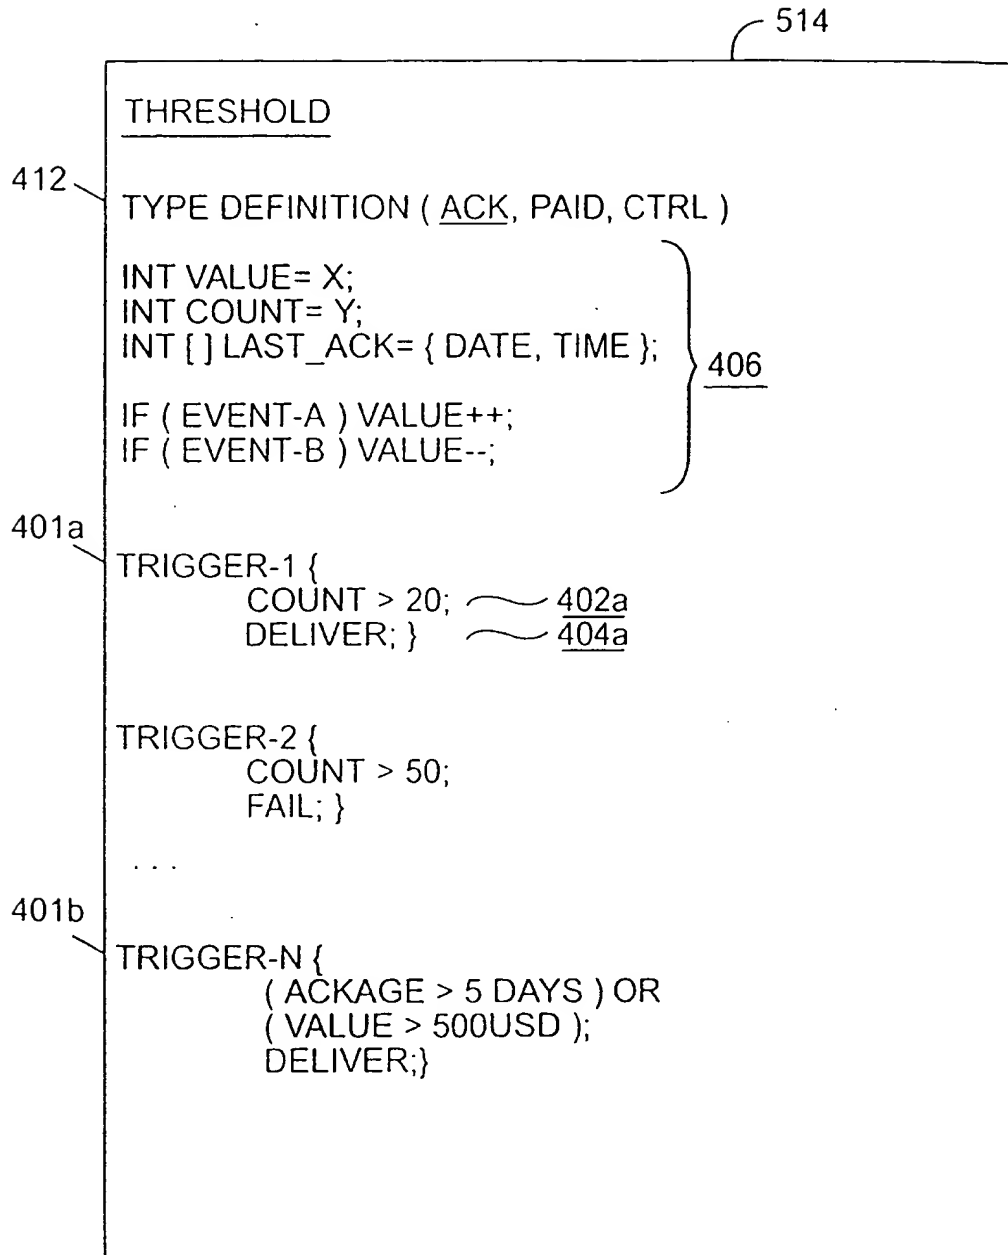 514
THRESHOLD
412
TYPE DEFINITION ( ACK, PAID, CTRL )
INT VALUE= X;
INT COUNT= Y;
INT [ ] LAST_ACK= { DATE, TIME };
406
IF ( EVENT-A ) VALUE++;
IF ( EVENT-B ) VALUE--;
401a
TRIGGER-1 {
COUNT > 20; 402a
DELIVER; } 404a
TRIGGER-2 {
COUNT > 50;
FAIL; }
. . .
401b
TRIGGER-N {
( ACKAGE > 5 DAYS ) OR
( VALUE > 500USD );
DELIVER;}